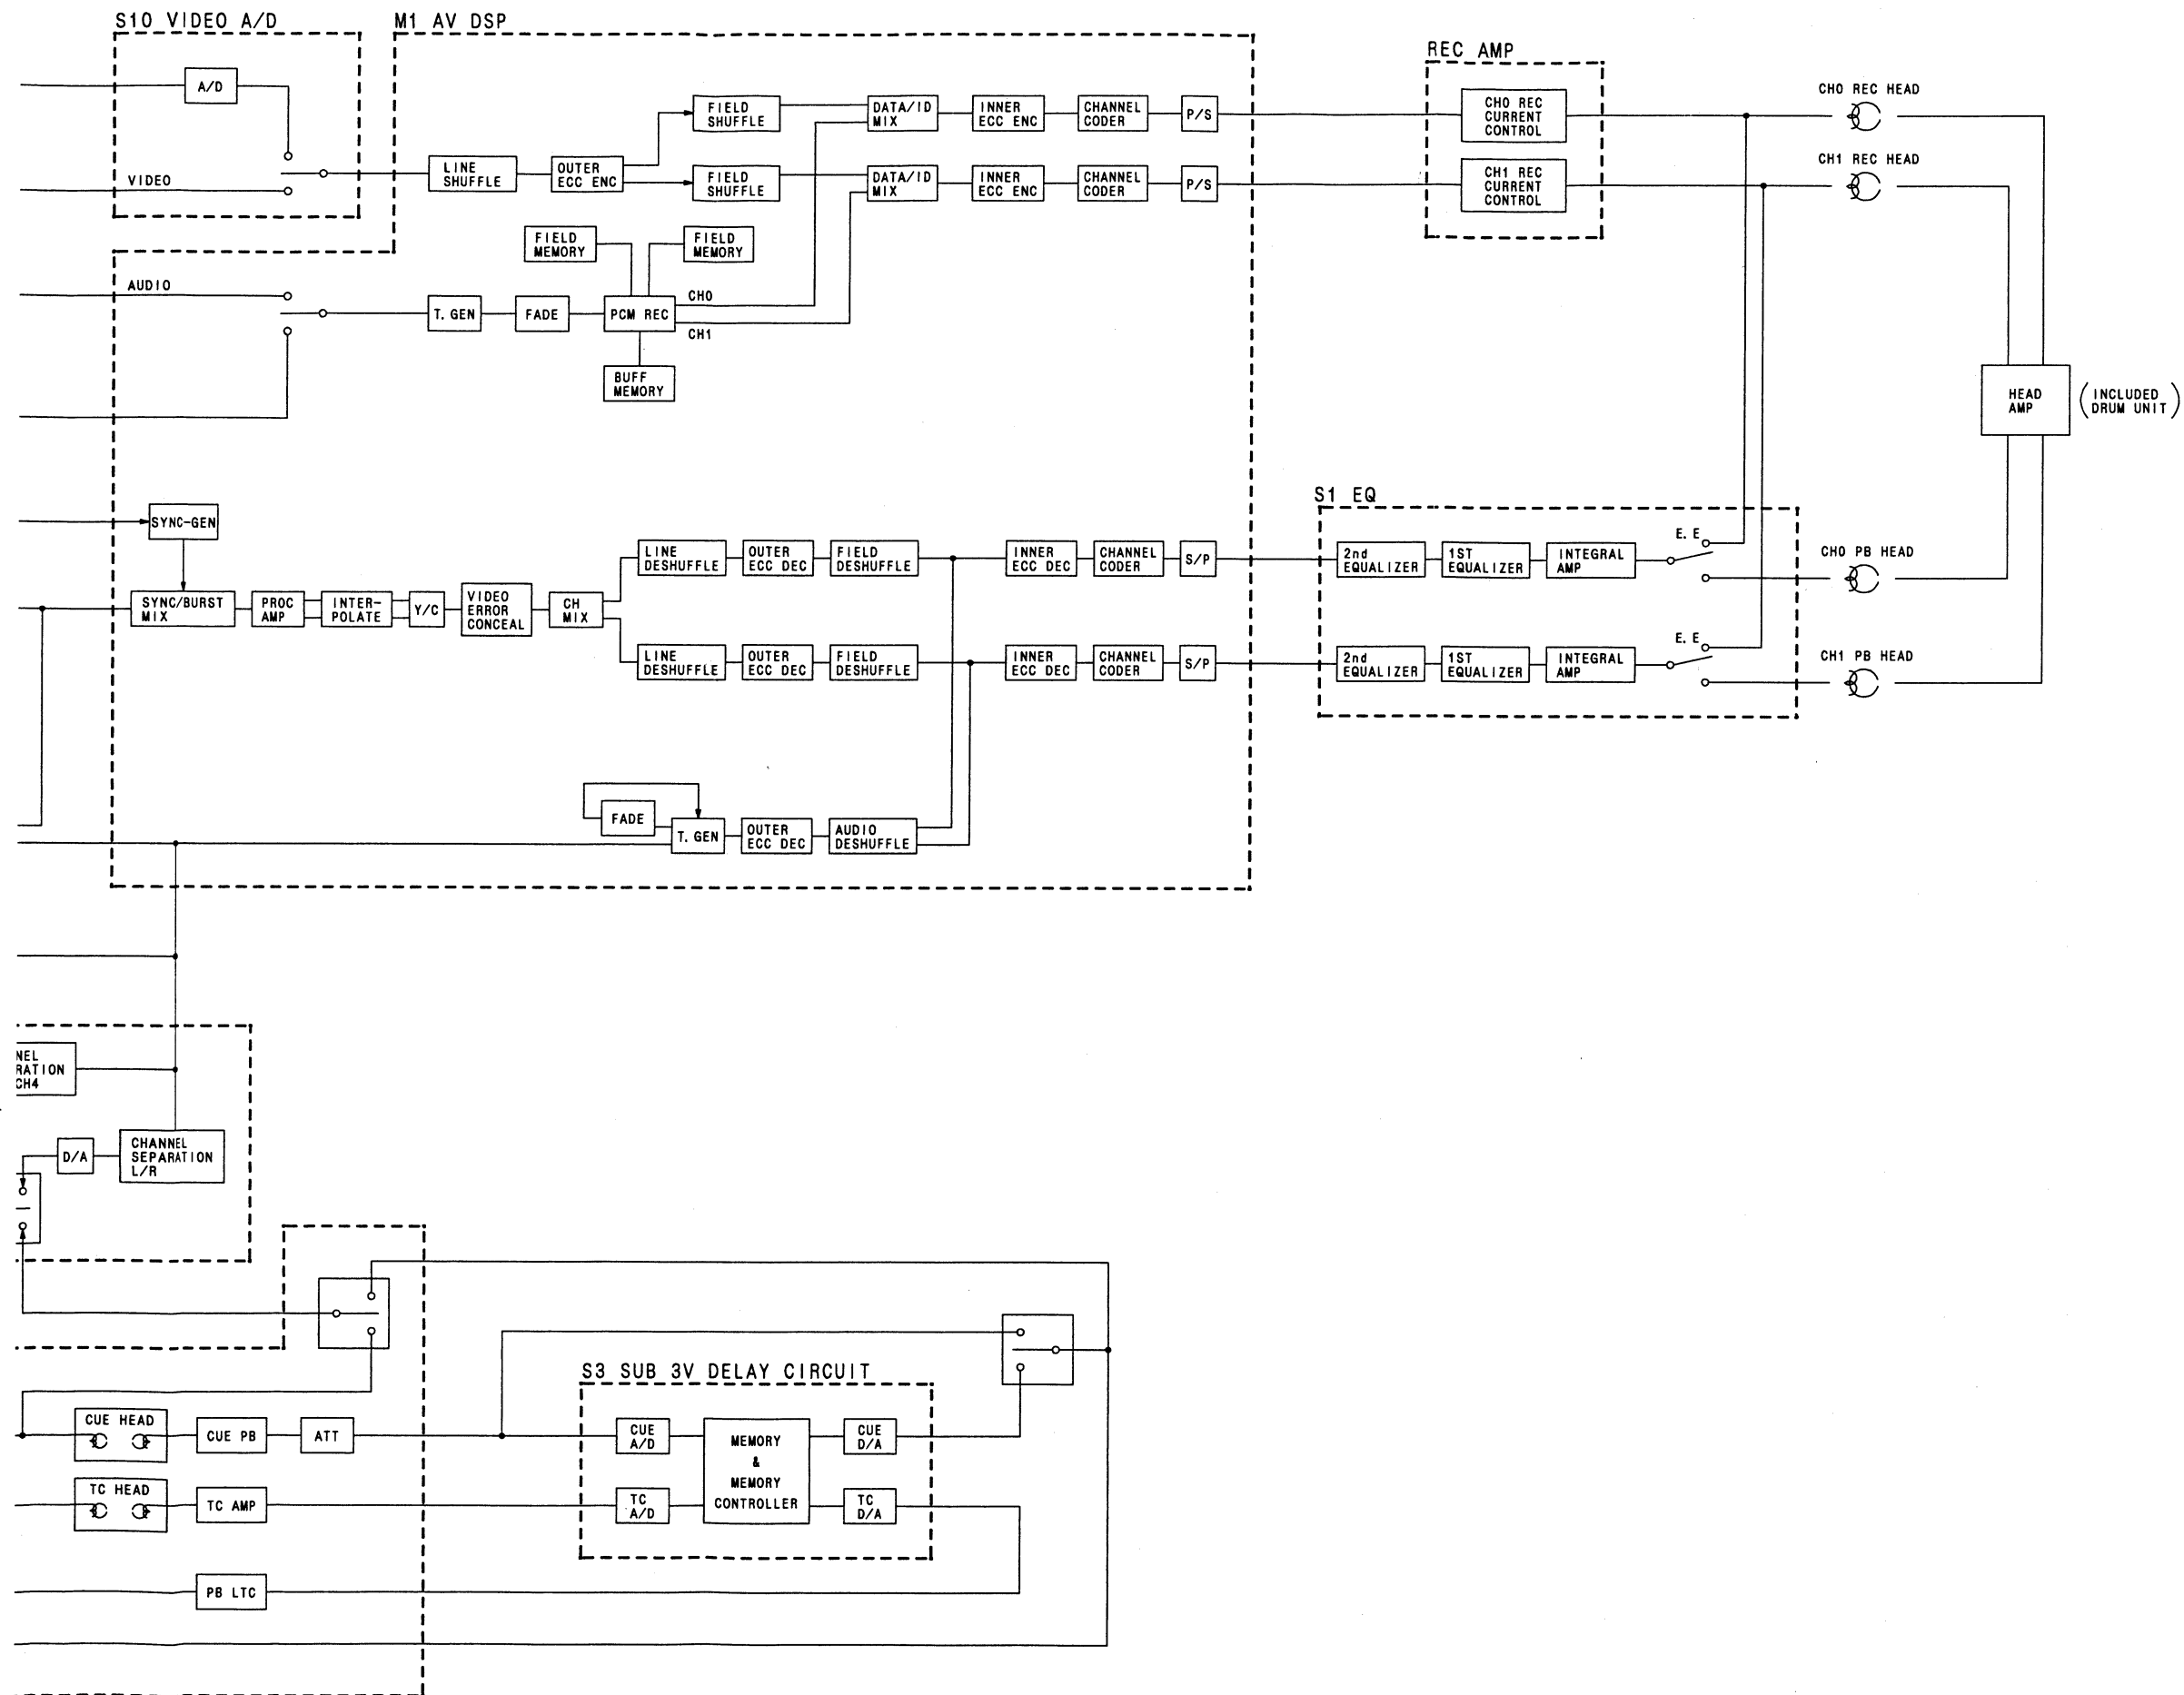 S10 VIDEO A/D
M1 AV DSP
A/D
VIDEO
LINE
SHUFFLE
OUTER
ECC ENC
FIELD
SHUFFLE
DATA/ID
MIX
INNER
ECC ENC
CHANNEL
CODER
P/S
FIELD
SHUFFLE
DATA/ID
MIX
INNER
ECC ENC
CHANNEL
CODER
P/S
REC AMP
CH0 REC
CURRENT
CONTROL
CH1 REC
CURRENT
CONTROL
CH0 REC HEAD
CH1 REC HEAD
FIELD
MEMORY
FIELD
MEMORY
AUDIO
T. GEN
FADE
PCM REC
CH0
CH1
BUFF
MEMORY
HEAD
AMP
(INCLUDED
DRUM UNIT)
SYNC-GEN
SYNC/BURST
MIX
PROC
AMP
INTER-
POLATE
Y/C
VIDEO
ERROR
CONCEAL
CH
MIX
LINE
DESHUFFLE
OUTER
ECC DEC
FIELD
DESHUFFLE
INNER
ECC DEC
CHANNEL
CODER
S/P
LINE
DESHUFFLE
OUTER
ECC DEC
FIELD
DESHUFFLE
INNER
ECC DEC
CHANNEL
CODER
S/P
S1 EQ
2nd
EQUALIZER
1ST
EQUALIZER
INTEGRAL
AMP
E. E
CH0 PB HEAD
2nd
EQUALIZER
1ST
EQUALIZER
INTEGRAL
AMP
E. E
CH1 PB HEAD
FADE
T. GEN
OUTER
ECC DEC
AUDIO
DESHUFFLE
NEL
RATION
CH4
D/A
CHANNEL
SEPARATION
L/R
S3 SUB 3V DELAY CIRCUIT
CUE HEAD
CUE PB
ATT
CUE
A/D
MEMORY
&
MEMORY
CONTROLLER
CUE
D/A
TC HEAD
TC AMP
TC
A/D
TC
D/A
PB LTC